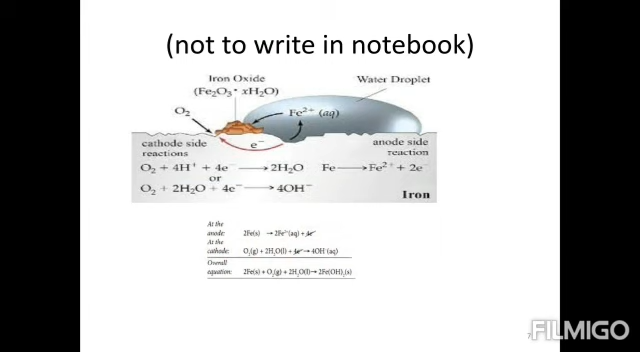 (not to write in notebook)
Iron Oxide
(Fe₂O₃• xH₂O)
Water Droplet
O₂
Fe²⁺ (aq)
e⁻
cathode side
reactions
anode side
reaction
O₂ + 4H⁺ + 4e⁻ → 2H₂O
Fe → Fe²⁺ + 2e⁻
or
O₂ + 2H₂O + 4e⁻ → 4OH⁻
Iron
At the
anode: 2Fe(s) → 2Fe²⁺(aq) + 4e⁻
At the
cathode: O₂(g) + 2H₂O(l) + 4e⁻ → 4OH⁻(aq)
Overall
equation: 2Fe(s) + O₂(g) + 2H₂O(l) → 2Fe(OH)₂(s)
7
FILMIGO